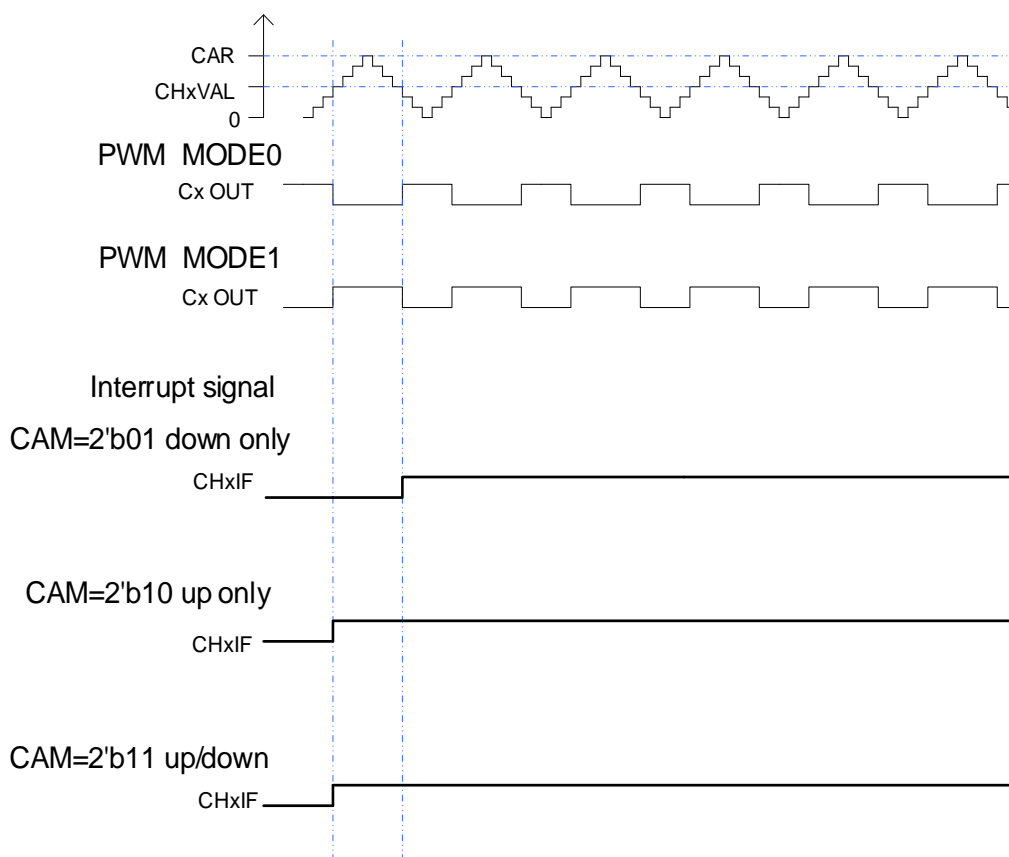 CAR
CHxVAL
0
PWM MODE0
Cx OUT
PWM MODE1
Cx OUT
Interrupt signal
CAM=2'b01 down only
CHxIF
CAM=2'b10 up only
CHxIF
CAM=2'b11 up/down
CHxIF